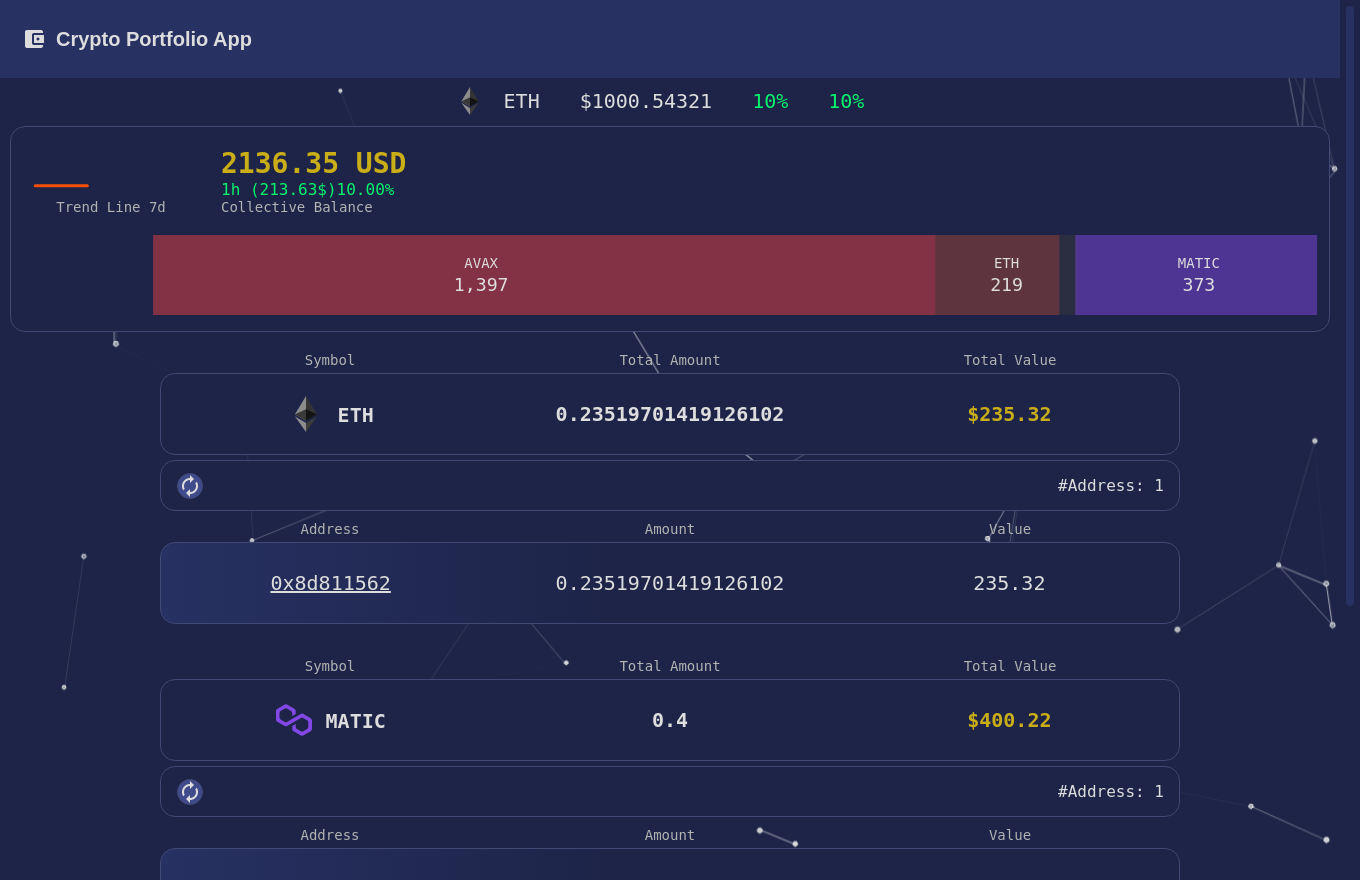 Crypto Portfolio App
ETH $1000.54321 10% 10%
2136.35 USD
1h (213.63$)10.00%
Trend Line 7d Collective Balance
AVAX ETH MATIC
1,397 219 373
Symbol Total Amount Total Value
ETH 0.23519701419126102 $235.32
#Address: 1
Address Amount Value
0x8d811562 0.23519701419126102 235.32
Symbol Total Amount Total Value
MATIC 0.4 $400.22
#Address: 1
Address Amount Value